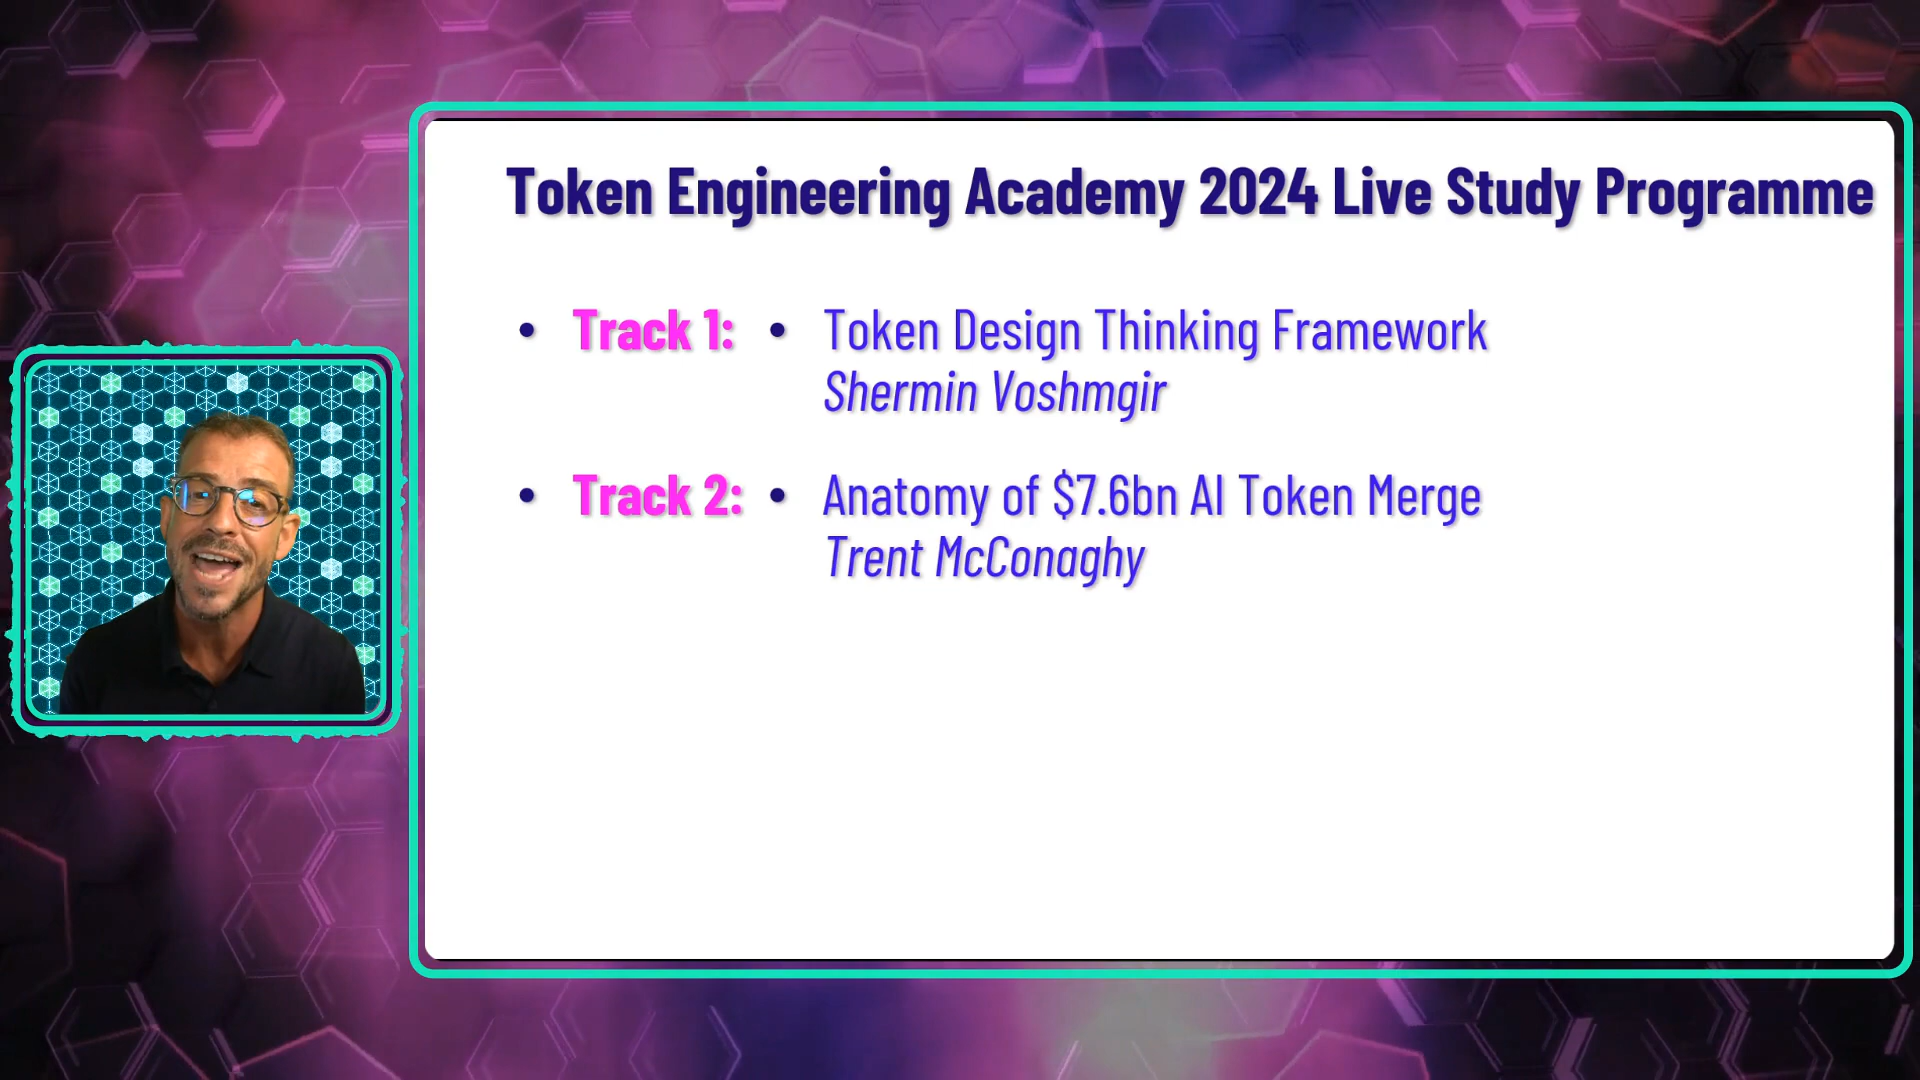 Token Engineering Academy 2024 Live Study Programme
• Track 1: • Token Design Thinking Framework
Shermin Voshmgir
• Track 2: • Anatomy of $7.6bn AI Token Merge
Trent McConaghy